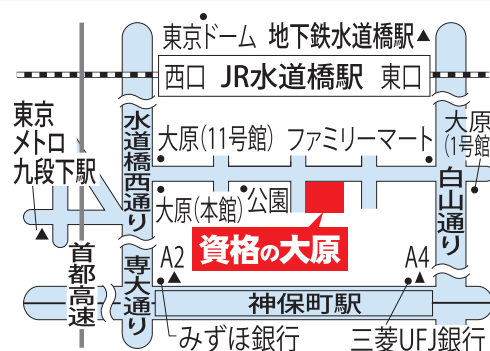 東京ドーム 地下鉄水道橋駅▲
西口 JR水道橋駅 東口
東京
メトロ
九段下駅
水道橋西通り
大原(11号館)
ファミリーマート
大原
(1号館
白山通り
大原(本館)
公園
資格の大原
首都高速
専大通り
A2
A4
神保町駅
みずほ銀行
三菱UFJ銀行